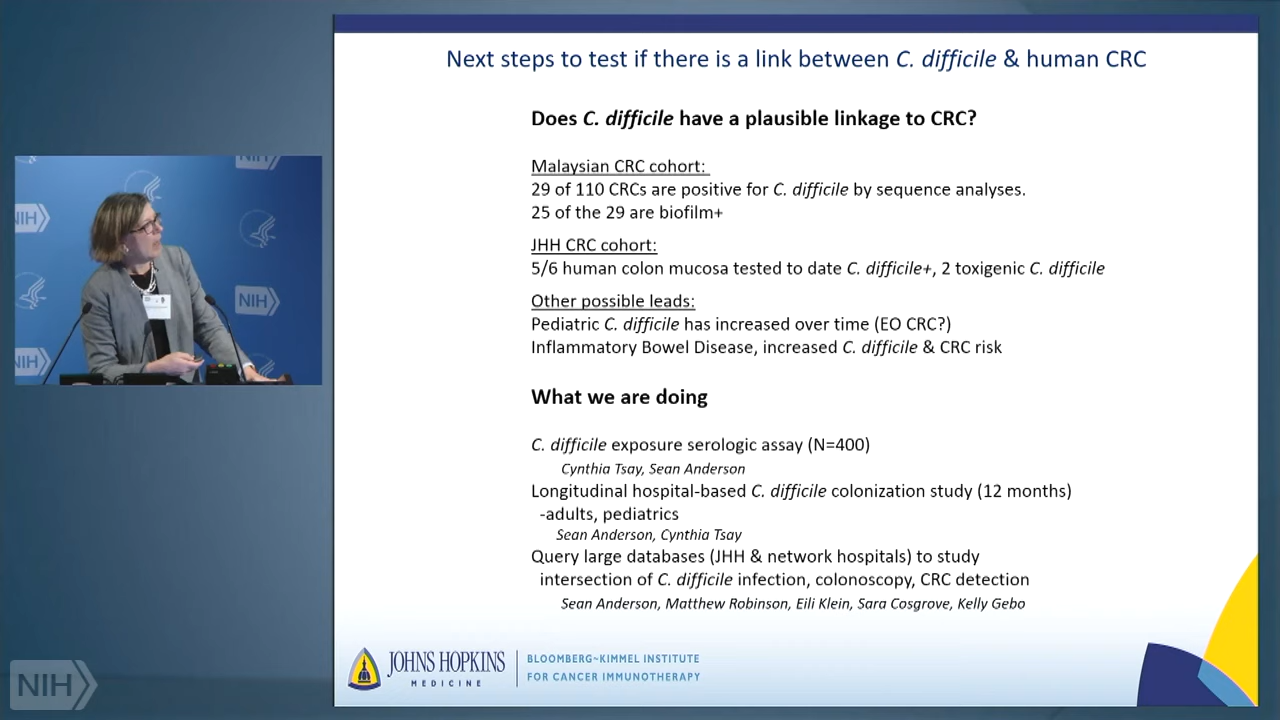 Next steps to test if there is a link between C. difficile & human CRC
Does C. difficile have a plausible linkage to CRC?
Malaysian CRC cohort:
29 of 110 CRCs are positive for C. difficile by sequence analyses.
25 of the 29 are biofilm+
JHH CRC cohort:
5/6 human colon mucosa tested to date C. difficile+, 2 toxigenic C. difficile
Other possible leads:
Pediatric C. difficile has increased over time (EO CRC?)
Inflammatory Bowel Disease, increased C. difficile & CRC risk
What we are doing
C. difficile exposure serologic assay (N=400)
Cynthia Tsay, Sean Anderson
Longitudinal hospital-based C. difficile colonization study (12 months)
-adults, pediatrics
Sean Anderson, Cynthia Tsay
Query large databases (JHH & network hospitals) to study
intersection of C. difficile infection, colonoscopy, CRC detection
Sean Anderson, Matthew Robinson, Eili Klein, Sara Cosgrove, Kelly Gebo
JOHNS HOPKINS
MEDICINE
BLOOMBERG~KIMMEL INSTITUTE
FOR CANCER IMMUNOTHERAPY
NIH
NIH
NIH
NIH
NIH